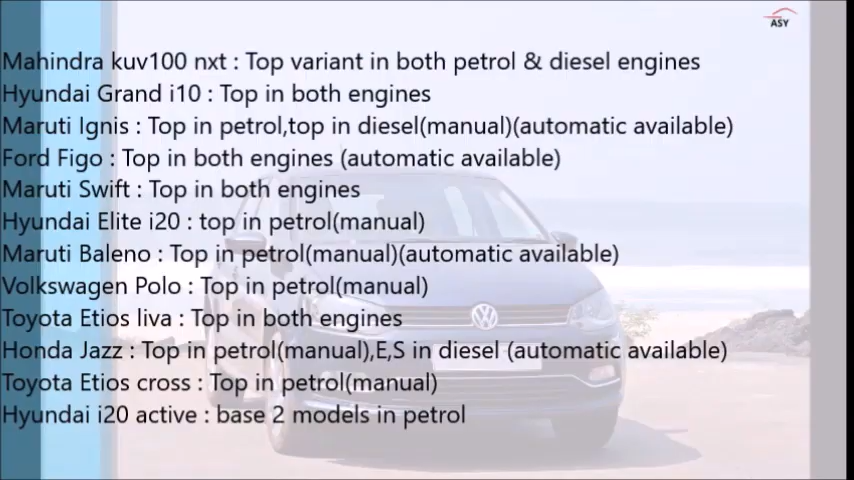 ASY
Mahindra kuv100 nxt : Top variant in both petrol & diesel engines
Hyundai Grand i10 : Top in both engines
Maruti Ignis : Top in petrol,top in diesel(manual)(automatic available)
Ford Figo : Top in both engines (automatic available)
Maruti Swift : Top in both engines
Hyundai Elite i20 : top in petrol(manual)
Maruti Baleno : Top in petrol(manual)(automatic available)
Volkswagen Polo : Top in petrol(manual)
Toyota Etios liva : Top in both engines
Honda Jazz : Top in petrol(manual),E,S in diesel (automatic available)
Toyota Etios cross : Top in petrol(manual)
Hyundai i20 active : base 2 models in petrol